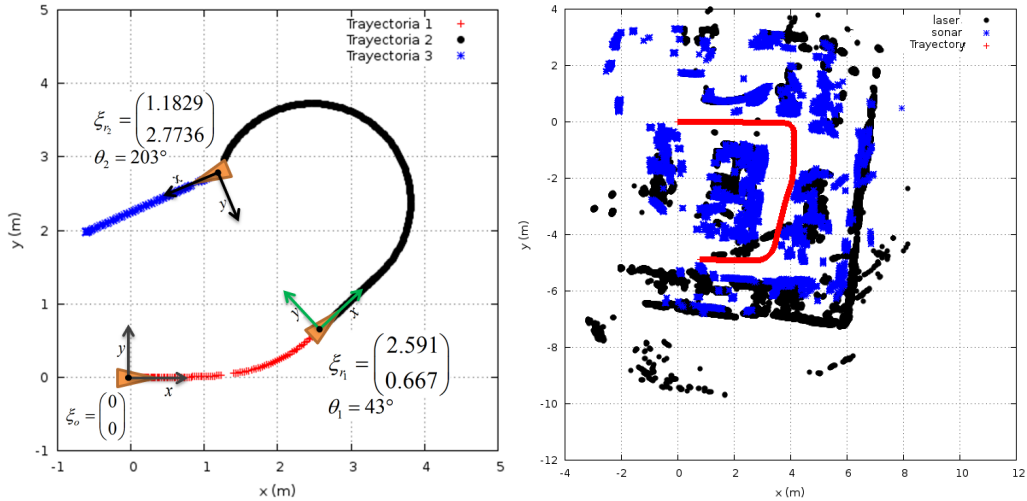 5
4
3
2
1
0
-1
-1
0
1
2
3
4
5
x (m)
y (m)
Trayectoria 1
Trayectoria 2
Trayectoria 3
ξr2 = (1.1829
2.7736)
θ2 = 203°
x
y
y
x
ξr1 = (2.591
0.667)
θ1 = 43°
y
x
ξo = (0
0)
4
2
0
-2
-4
-6
-8
-10
-12
-4
-2
0
2
4
6
8
10
12
x (m)
y (m)
laser
sonar
Trayectory